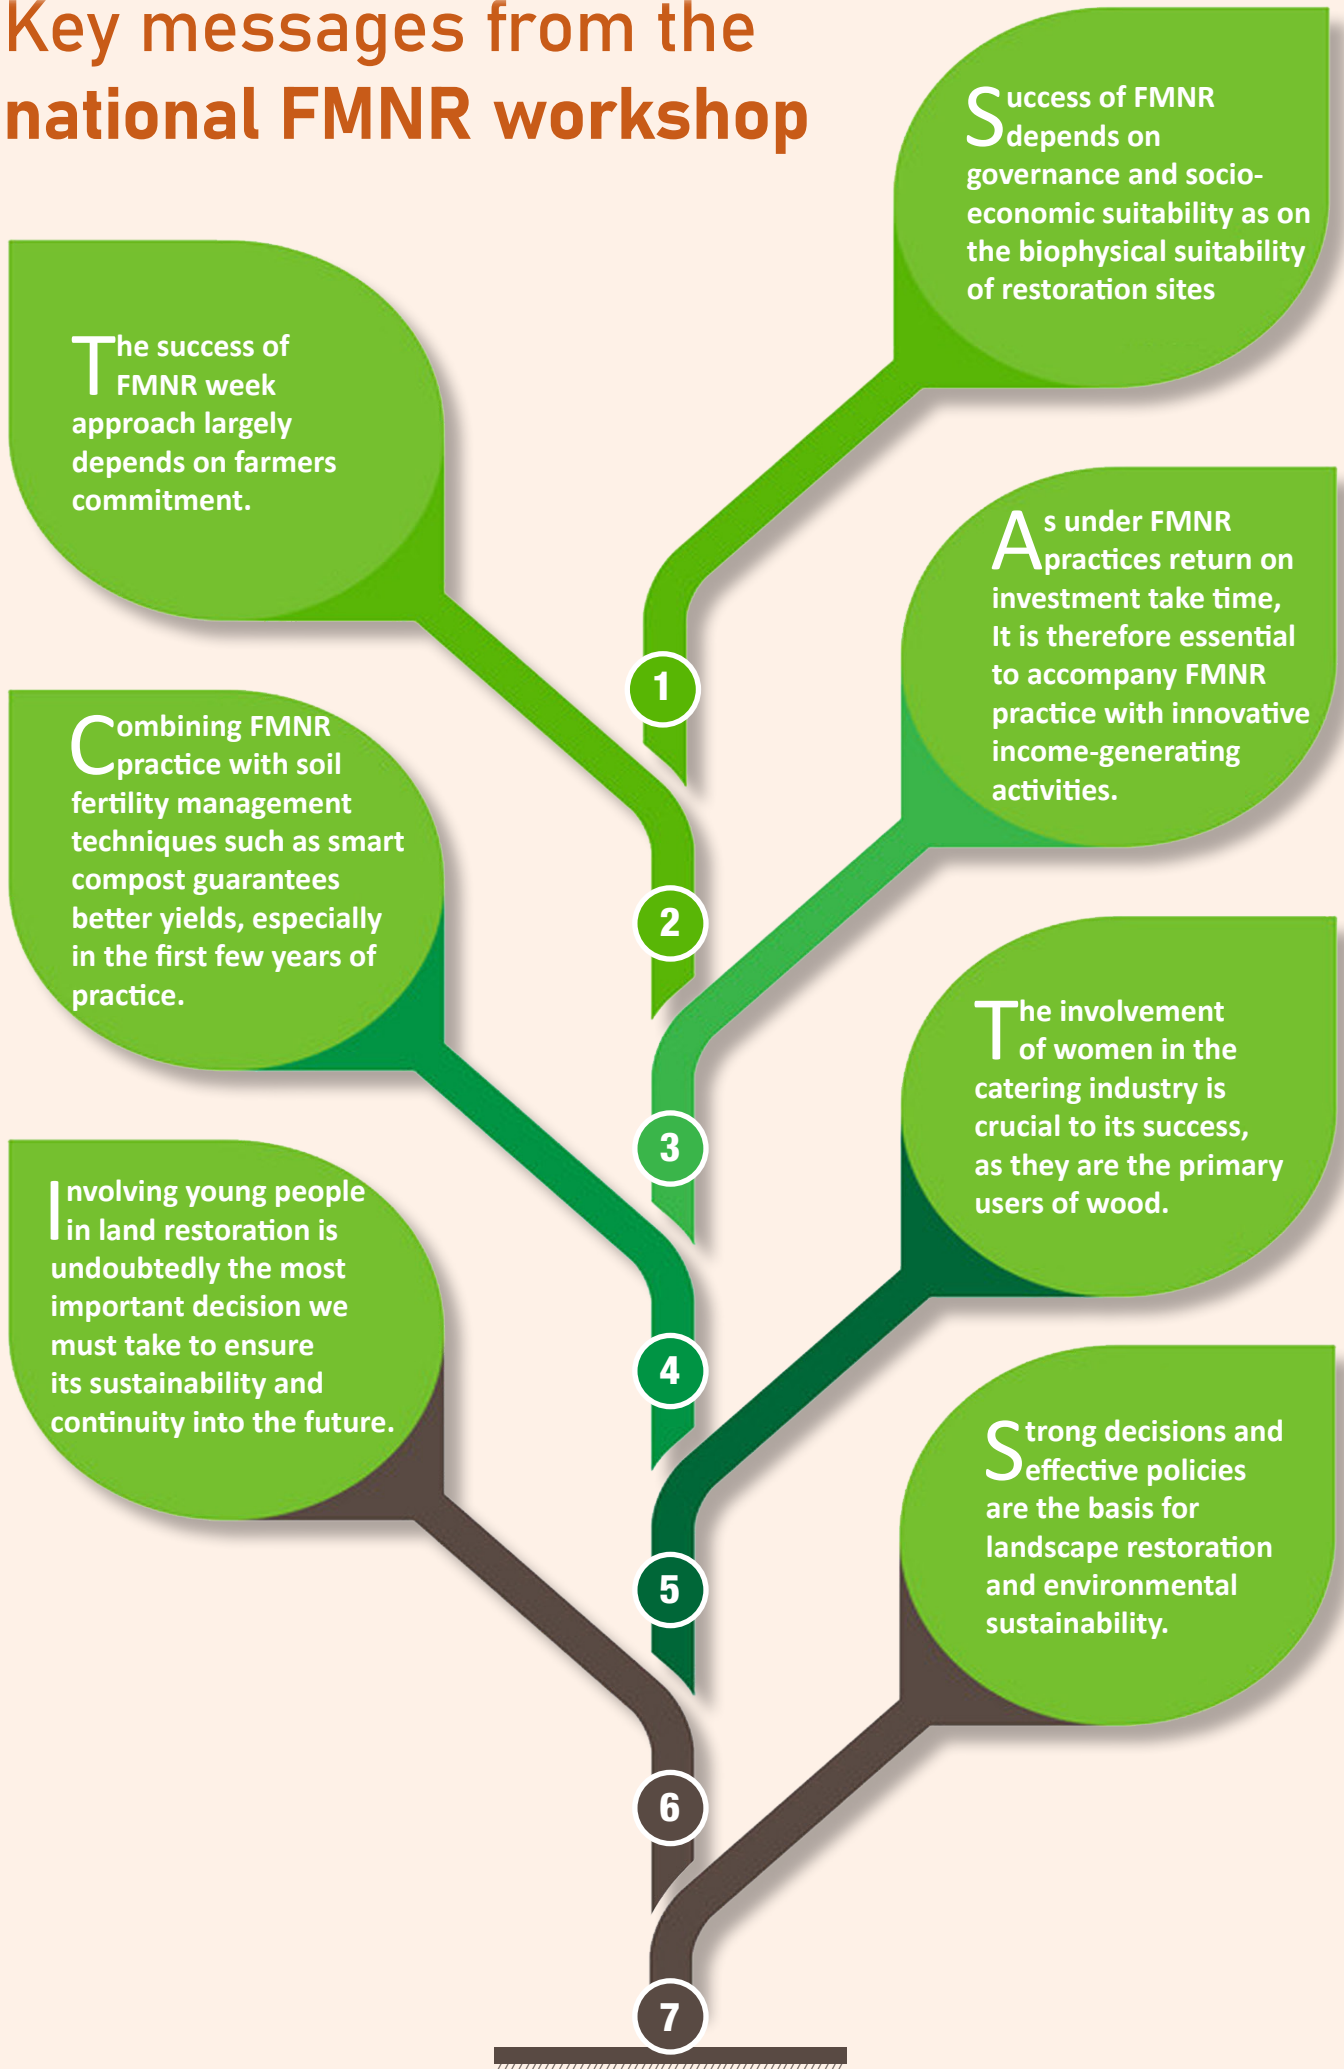 Key messages from the
national FMNR workshop
1
Success of FMNR
depends on
governance and socio-
economic suitability as on
the biophysical suitability
of restoration sites
2
The success of
FMNR week
approach largely
depends on farmers
commitment.
3
As under FMNR
practices return on
investment take time,
It is therefore essential
to accompany FMNR
practice with innovative
income-generating
activities.
4
Combining FMNR
practice with soil
fertility management
techniques such as smart
compost guarantees
better yields, especially
in the first few years of
practice.
5
The involvement
of women in the
catering industry is
crucial to its success,
as they are the primary
users of wood.
6
Involving young people
in land restoration is
undoubtedly the most
important decision we
must take to ensure
its sustainability and
continuity into the future.
7
Strong decisions and
effective policies
are the basis for
landscape restoration
and environmental
sustainability.